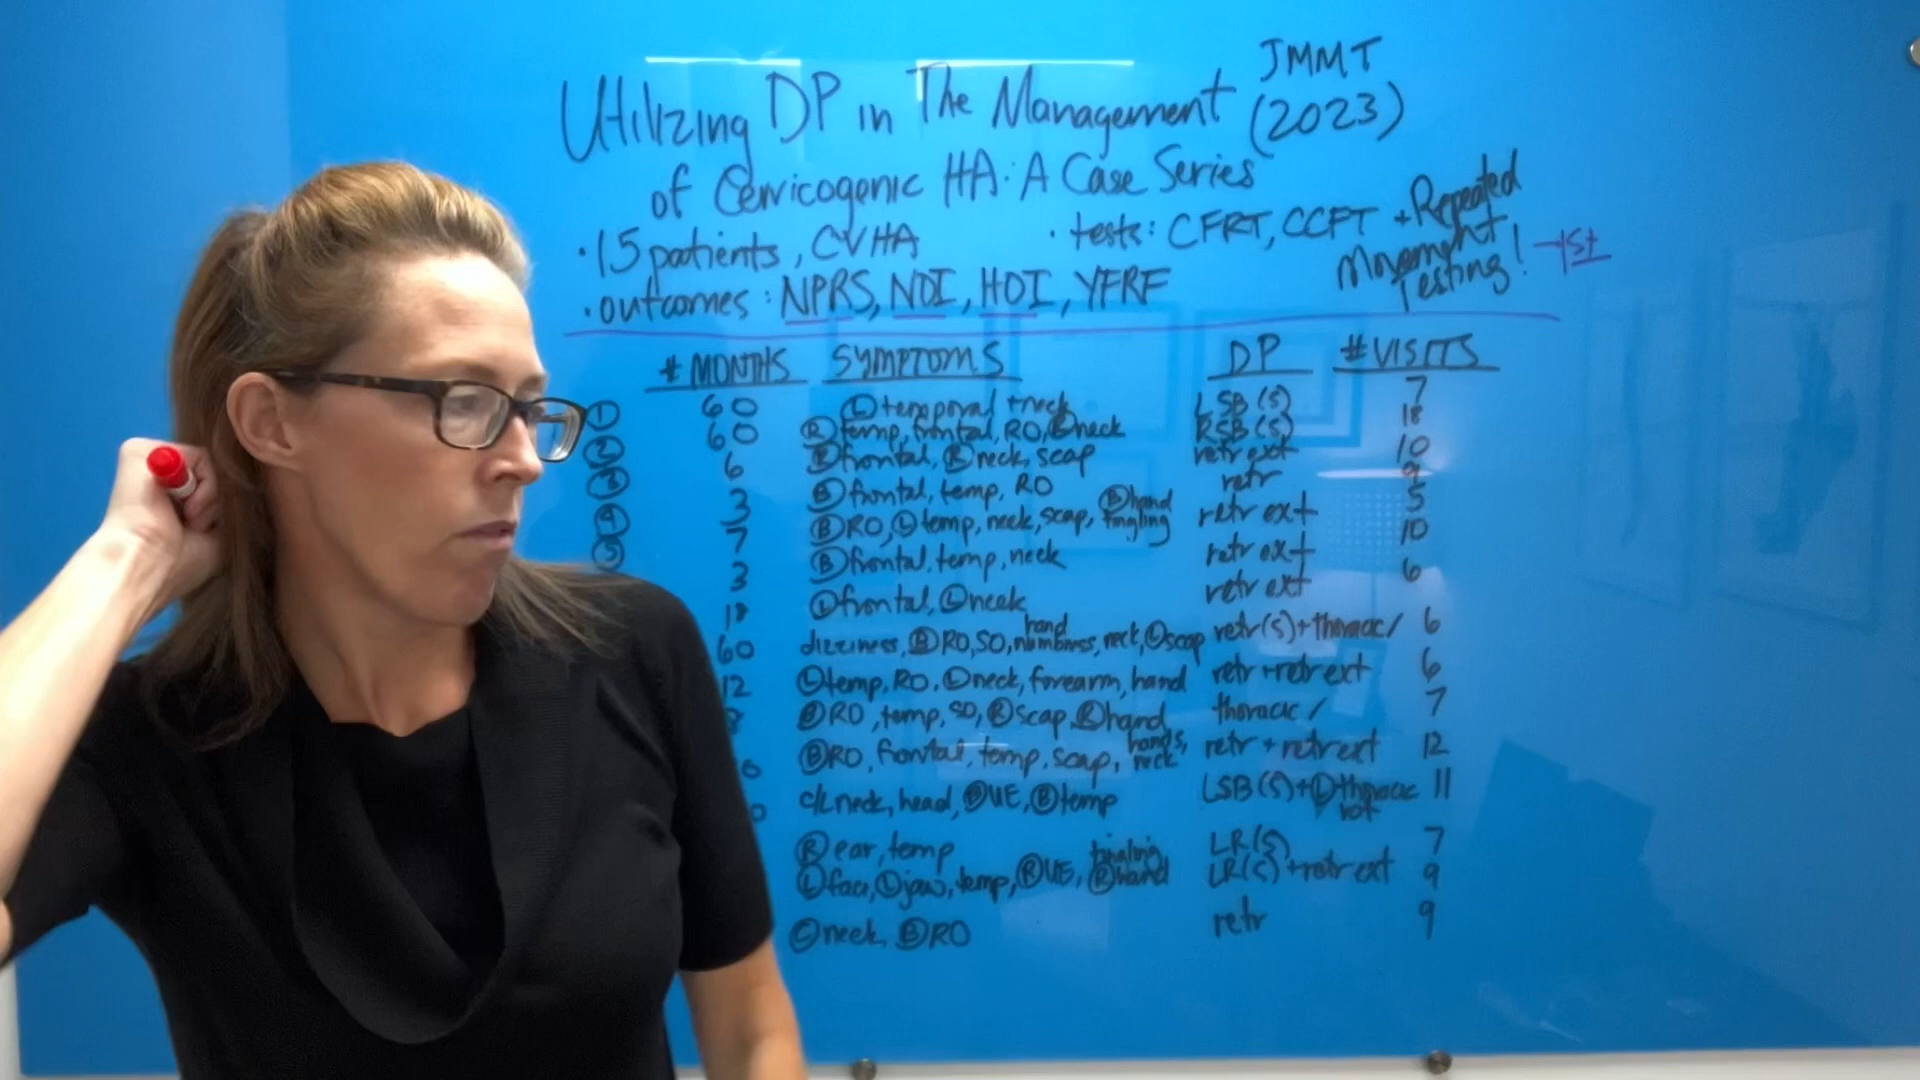 Utilizing DP in The Management JMMT (2023)
of Cervicogenic HA: A Case Series
· 15 patients, CVHA · tests: CFRT, CCFT + Repeated Movement Testing! → 1st
· outcomes: NPRS, NDI, HDI, YFRF
# MONTHS SYMPTOMS DP # VISITS
① 60 Ⓛ temporal + neck LSB(s) 7
② 60 Ⓡ temp, frontal, RO, neck RSB(s) 18
③ 6 frontal, Ⓡ neck, scap retr ext 10
④ 3 Ⓑ frontal, temp, RO retr 9
⑤ 7 Ⓑ RO, Ⓛ temp, neck, scap, Ⓑ hand tingling retr ext 5
3 Ⓑ frontal, temp, neck retr ext 10
18 Ⓛ frontal, Ⓛ neck retr ext 6
60 dizziness, Ⓑ RO, SO, hand numbness, neck, Ⓛ scap retr(s) + thoracic / 6
12 Ⓛ temp, RO, Ⓛ neck, forearm, hand retr + retr ext 6
RO, temp, SO, Ⓡ scap, Ⓡ hand thoracic / 7
Ⓑ RO, frontal, temp, scap, hands, neck retr + retr ext 12
c/L neck, head, UE, Ⓑ temp LSB(s) + Ⓛ thoracic rot 11
Ⓡ ear, temp LR(s) 7
Ⓛ face, Ⓛ jaw, temp, Ⓡ UE, tingling Ⓡ hand LR(s) + retr ext 9
neck, Ⓑ RO retr 9